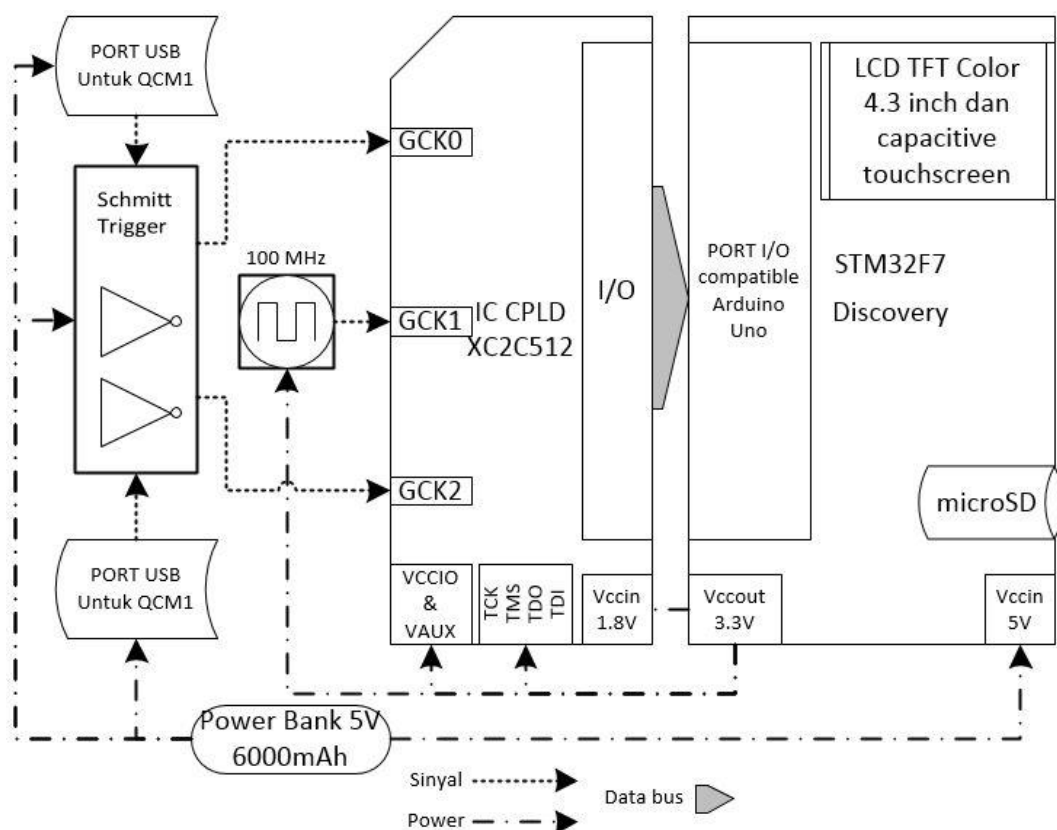 PORT USB
Untuk QCM1
Schmitt
Trigger
100 MHz
PORT USB
Untuk QCM1
GCK0
GCK1
GCK2
IC CPLD
XC2C512
I/O
VCCIO
&
VAUX
TCK
TMS
TDO
TDI
Vccin
1.8V
PORT I/O
compatible
Arduino
Uno
LCD TFT Color
4.3 inch dan
capacitive
touchscreen
STM32F7
Discovery
microSD
Vccout
3.3V
Vccin
5V
Power Bank 5V
6000mAh
Sinyal
Power
Data bus